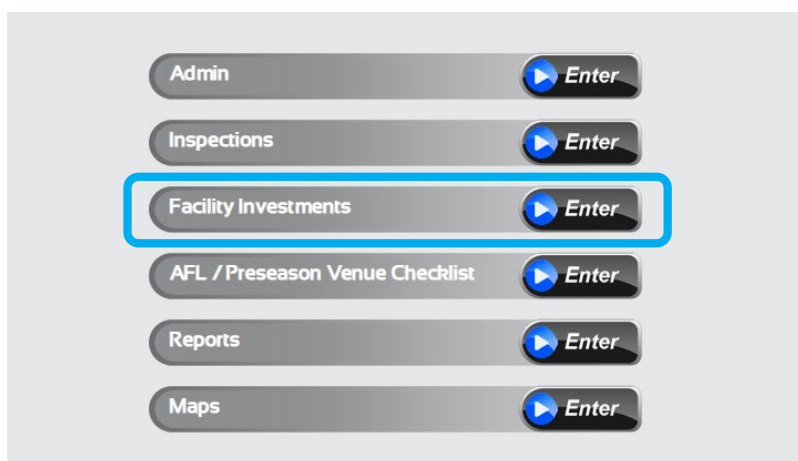 Admin Enter
Inspections Enter
Facility Investments Enter
AFL / Preseason Venue Checklist Enter
Reports Enter
Maps Enter